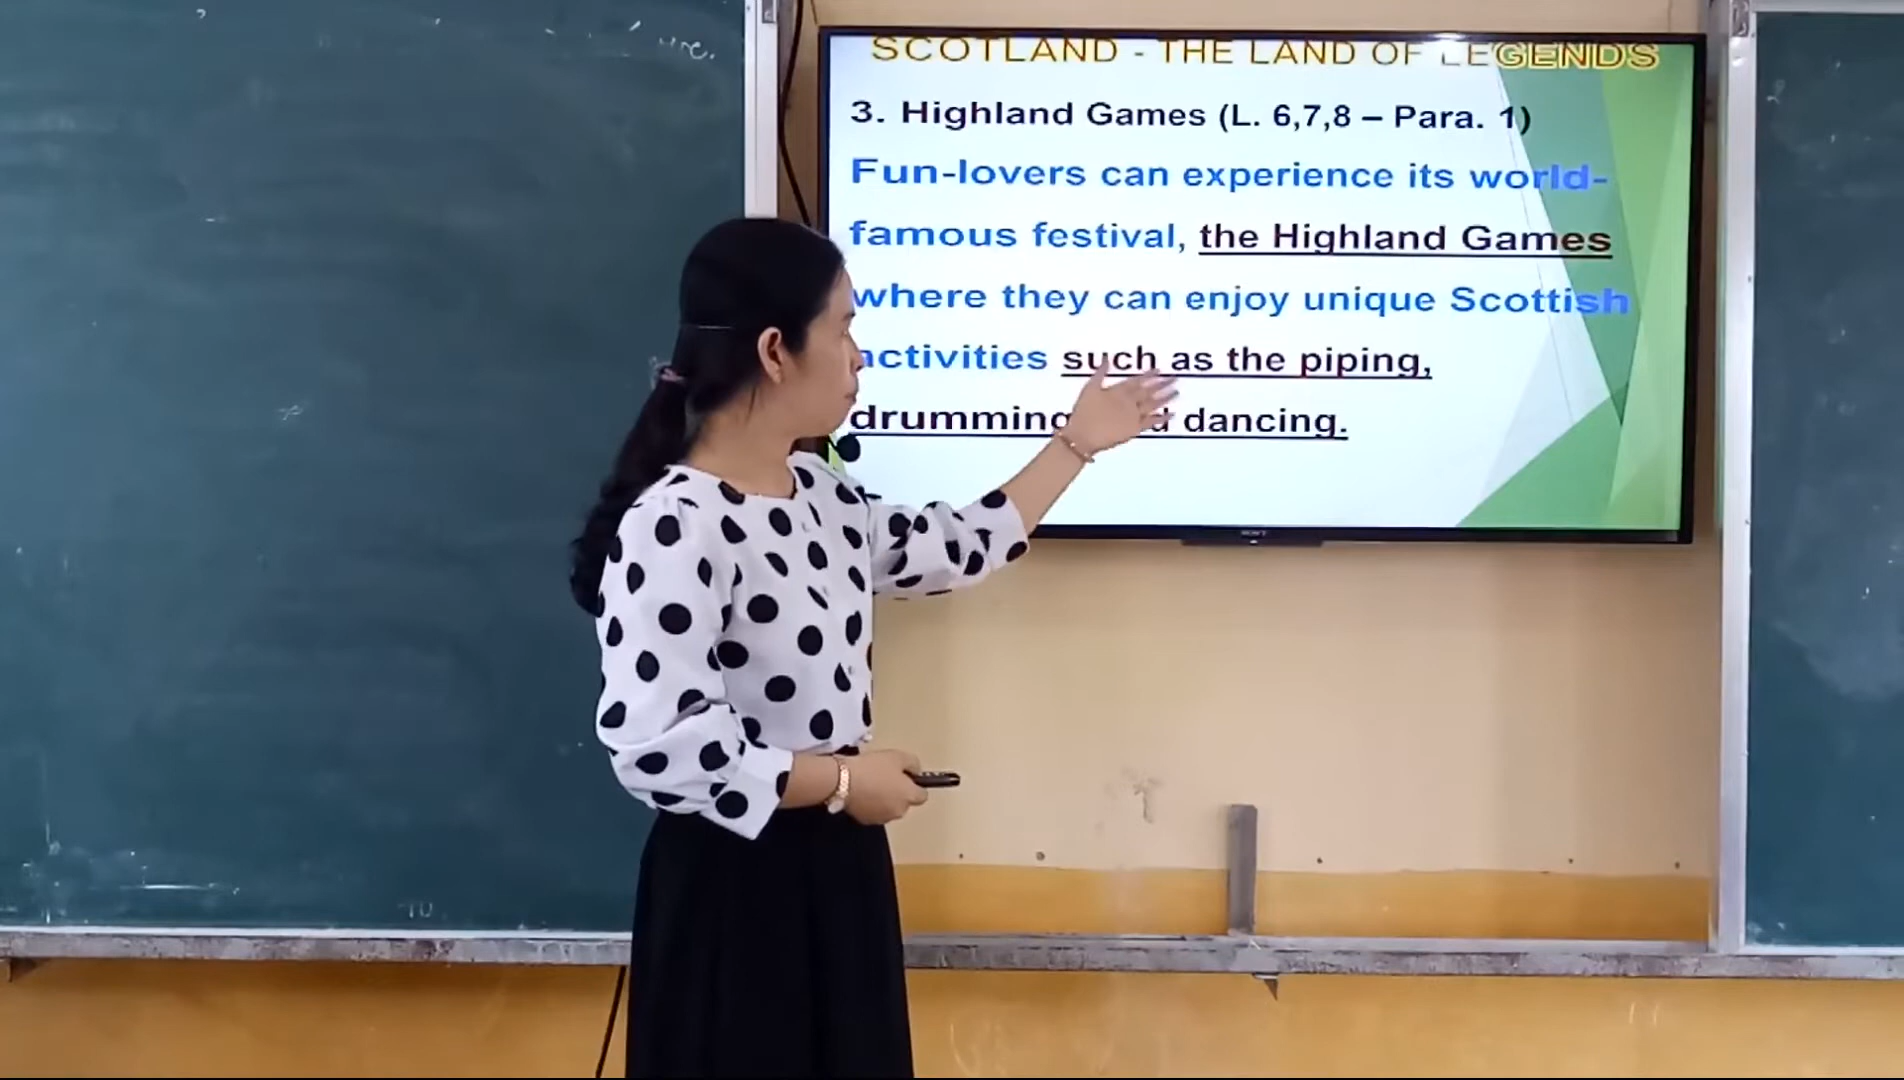 SCOTLAND - THE LAND OF LEGENDS
3. Highland Games (L. 6,7,8 – Para. 1)
Fun-lovers can experience its world-
famous festival, the Highland Games
where they can enjoy unique Scottish
activities such as the piping,
drumming dancing.